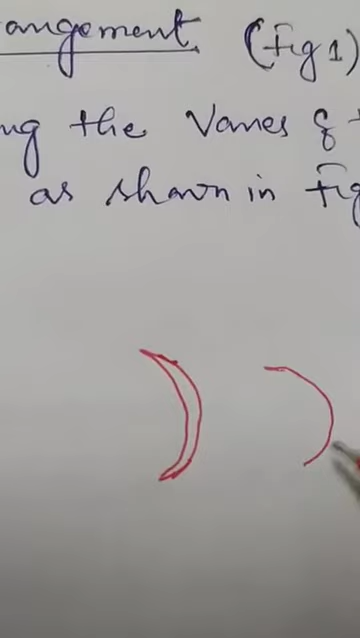 angement (Fig 1)
ng the Vanes &
as shown in Fig